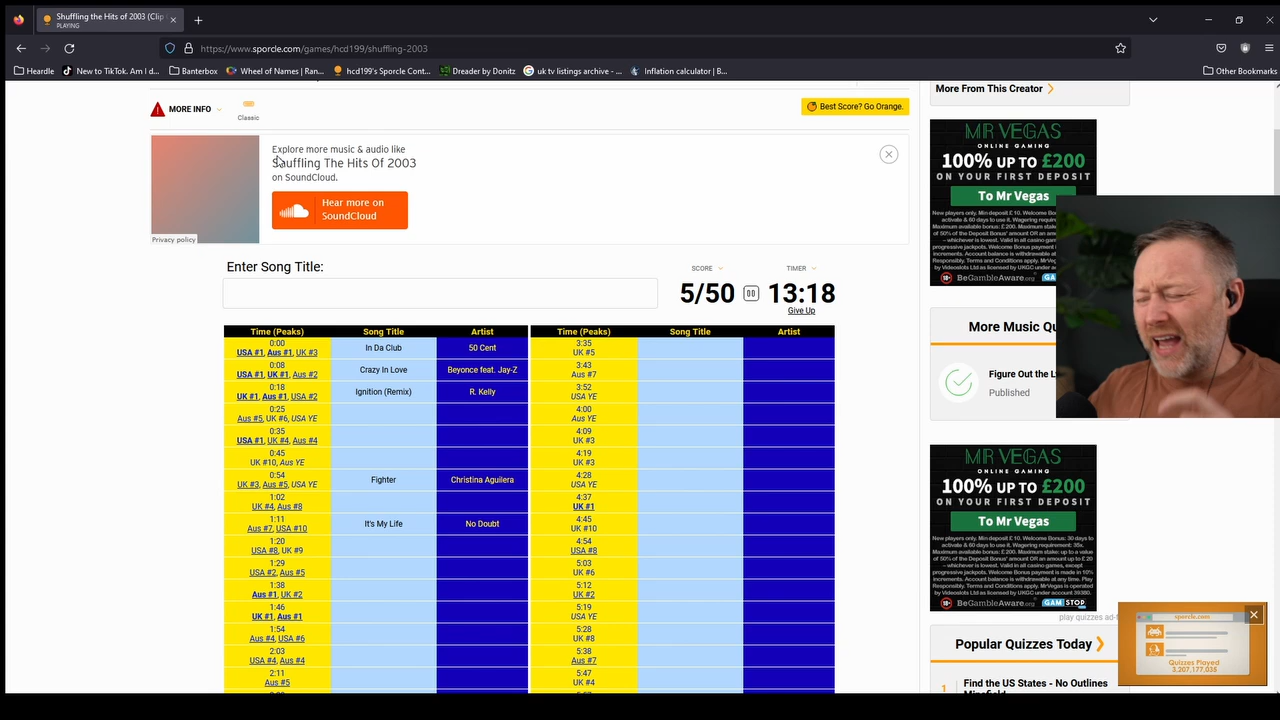 Shuffling the Hits of 2003 (Clip
PLAYING
https://www.sporcle.com/games/hcd199/shuffling-2003
Heardle
New to TikTok. Am I d...
Banterbox
Wheel of Names | Ran...
hcd199's Sporcle Cont...
Dreader by Donitz
uk tv listings archive - ...
Inflation calculator | B...
Other Bookmarks
MORE INFO
Classic
Best Score? Go Orange.
More From This Creator
Explore more music & audio like
Shuffling The Hits Of 2003
on SoundCloud.
Hear more on
SoundCloud
Privacy policy
MR VEGAS
ONLINE GAMING
100% UP TO £200
ON YOUR FIRST DEPOSIT
To Mr Vegas
BeGambleAware.org
Enter Song Title:
SCORE
TIMER
5/50
13:18
Give Up
Time (Peaks) Song Title Artist Time (Peaks) Song Title Artist
0:00
USA #1, Aus #1, UK #3
In Da Club
50 Cent
3:35
UK #5
0:08
USA #1, UK #1, Aus #2
Crazy In Love
Beyonce feat. Jay-Z
3:43
Aus #7
0:18
UK #1, Aus #1, USA #2
Ignition (Remix)
R. Kelly
3:52
USA YE
0:25
Aus #5, UK #6, USA YE
4:00
Aus YE
0:35
USA #1, UK #4, Aus #4
4:09
UK #3
0:45
UK #10, Aus YE
4:19
UK #3
0:54
UK #3, Aus #5, USA YE
Fighter
Christina Aguilera
4:28
USA YE
1:02
UK #4, Aus #8
4:37
UK #1
1:11
Aus #7, USA #10
It's My Life
No Doubt
4:45
UK #10
1:20
USA #8, UK #9
4:54
USA #8
1:29
USA #2, Aus #5
5:03
UK #6
1:38
Aus #1, UK #2
5:12
UK #2
1:46
UK #1, Aus #1
5:19
USA YE
1:54
Aus #4, USA #6
5:28
UK #8
2:03
USA #4, Aus #4
5:38
Aus #7
2:11
Aus #5
5:47
UK #4
More Music Qu
Figure Out the L
Published
MR VEGAS
ONLINE GAMING
100% UP TO £200
ON YOUR FIRST DEPOSIT
To Mr Vegas
BeGambleAware.org
GAMSTOP
play quizzes ad-f
Popular Quizzes Today
1
Find the US States - No Outlines
Minefield
sporcle.com
Quizzes Played
3,207,177,035